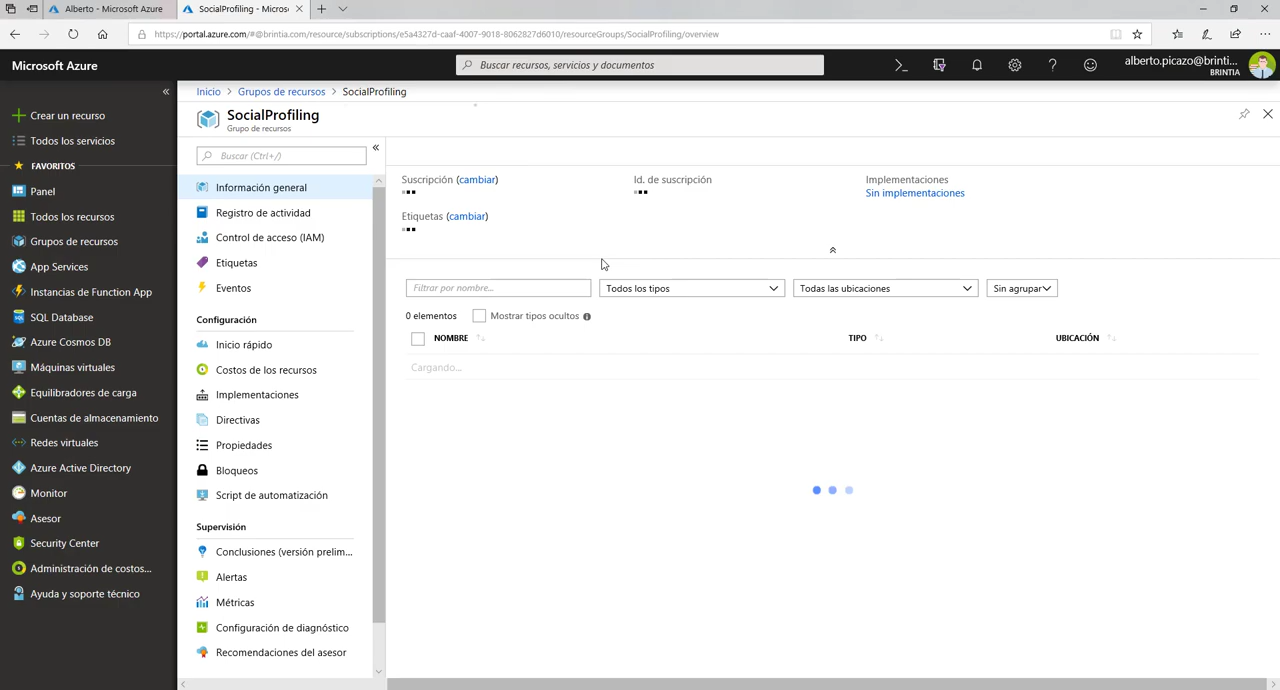 Alberto - Microsoft Azure
SocialProfiling - Micros
https://portal.azure.com/#@brintia.com/resource/subscriptions/e5a4327d-caaf-4007-9018-8062827d6010/resourceGroups/SocialProfiling/overview
Microsoft Azure
Buscar recursos, servicios y documentos
alberto.picazo@brinti...
BRINTIA
Crear un recurso
Todos los servicios
FAVORITOS
Panel
Todos los recursos
Grupos de recursos
App Services
Instancias de Function App
SQL Database
Azure Cosmos DB
Máquinas virtuales
Equilibradores de carga
Cuentas de almacenamiento
Redes virtuales
Azure Active Directory
Monitor
Asesor
Security Center
Administración de costos...
Ayuda y soporte técnico
Inicio > Grupos de recursos > SocialProfiling
SocialProfiling
Grupo de recursos
Buscar (Ctrl+/)
Información general
Registro de actividad
Control de acceso (IAM)
Etiquetas
Eventos
Configuración
Inicio rápido
Costos de los recursos
Implementaciones
Directivas
Propiedades
Bloqueos
Script de automatización
Supervisión
Conclusiones (versión prelim...
Alertas
Métricas
Configuración de diagnóstico
Recomendaciones del asesor
Suscripción (cambiar)
Id. de suscripción
Implementaciones
Sin implementaciones
Etiquetas (cambiar)
Filtrar por nombre...
Todos los tipos
Todas las ubicaciones
Sin agrupar
0 elementos
Mostrar tipos ocultos
NOMBRE
TIPO
UBICACIÓN
Cargando...